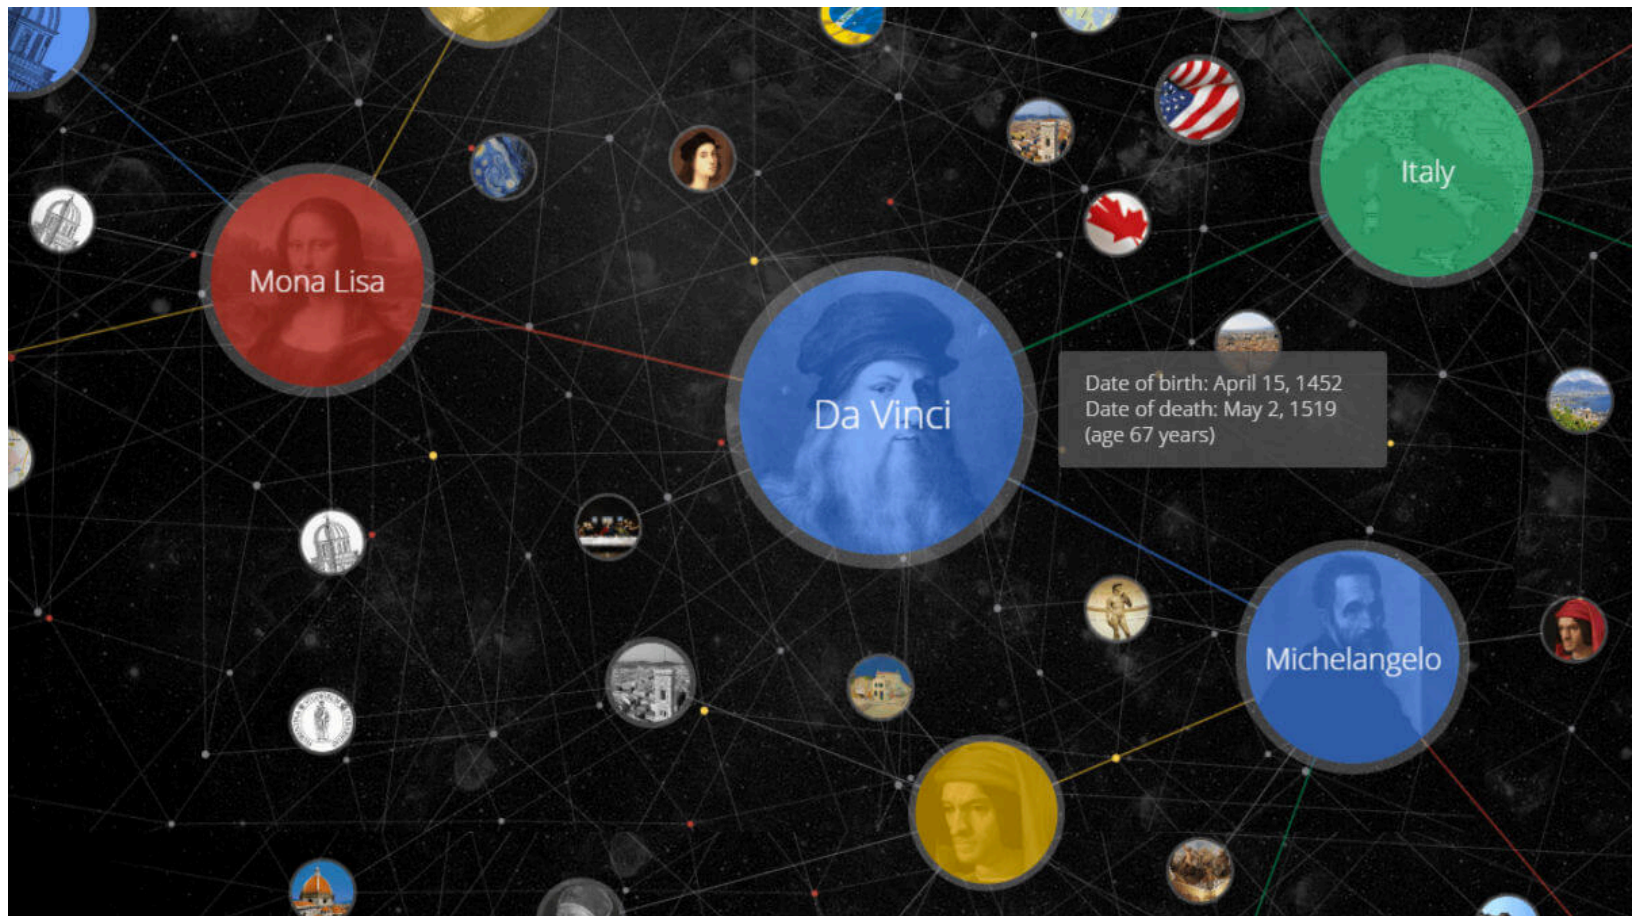 Italy
Mona Lisa
Da Vinci
Date of birth: April 15, 1452
Date of death: May 2, 1519
(age 67 years)
Michelangelo